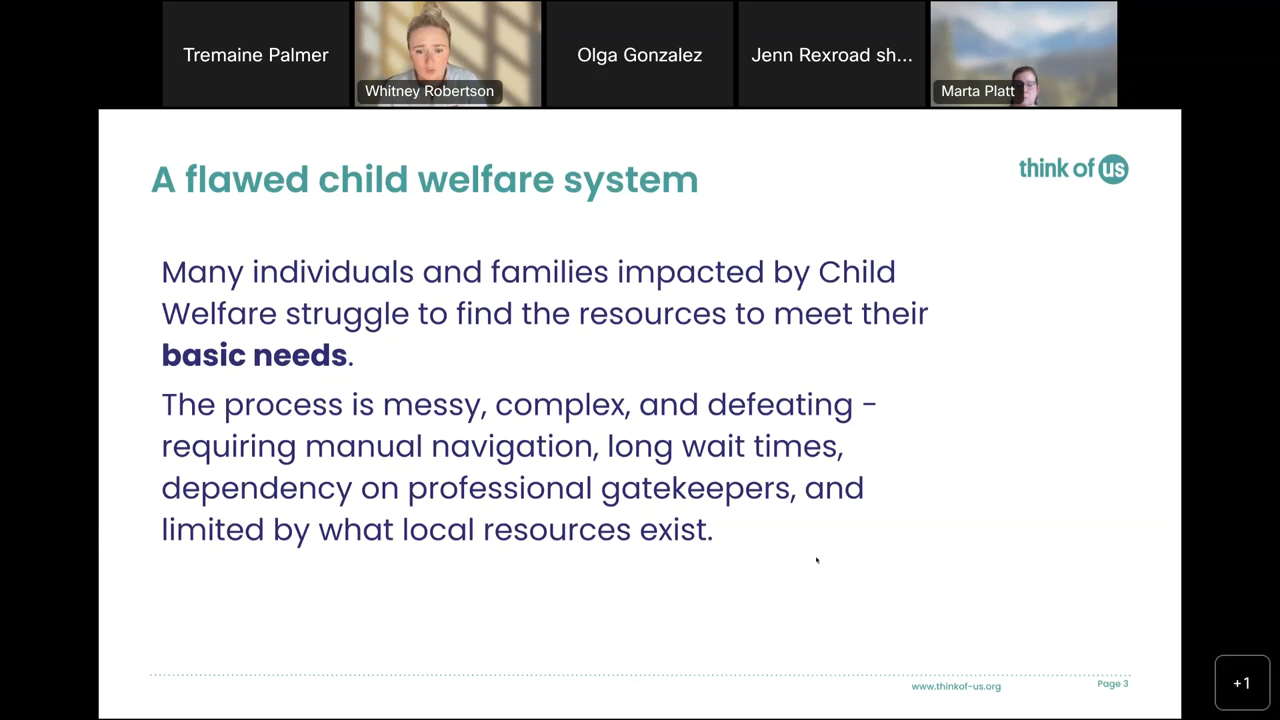 Tremaine Palmer
Whitney Robertson
Olga Gonzalez
Jenn Rexroad sh...
Marta Platt
A flawed child welfare system
think of us
Many individuals and families impacted by Child
Welfare struggle to find the resources to meet their
basic needs.
The process is messy, complex, and defeating -
requiring manual navigation, long wait times,
dependency on professional gatekeepers, and
limited by what local resources exist.
www.thinkof-us.org
Page 3
+1